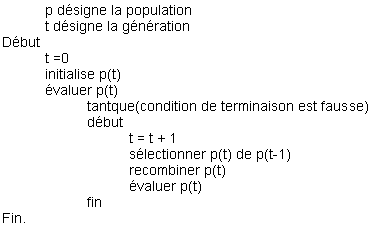 p désigne la population
t désigne la génération
Début
t =0
initialise p(t)
évaluer p(t)
tantque(condition de terminaison est fausse)
début
t = t + 1
sélectionner p(t) de p(t-1)
recombiner p(t)
évaluer p(t)
fin
Fin.